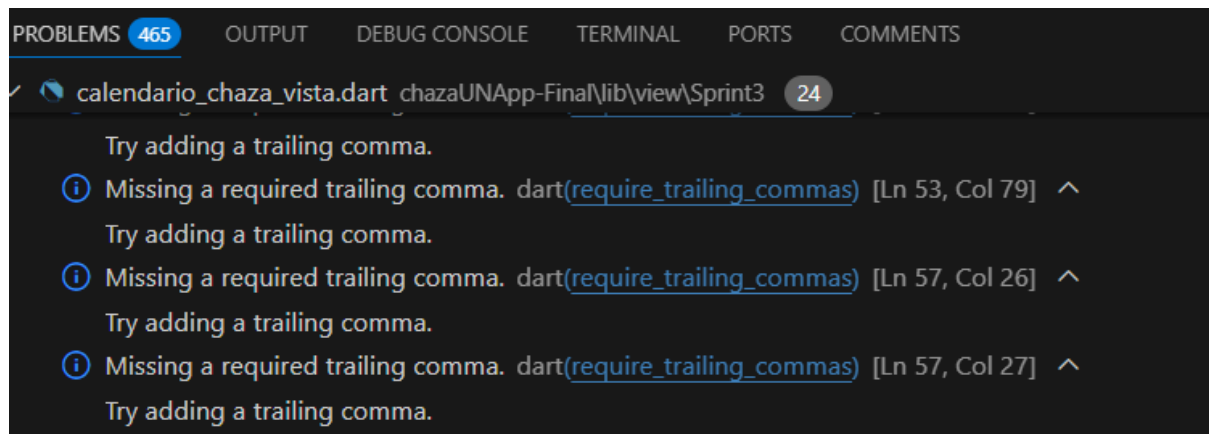 PROBLEMS 465 OUTPUT DEBUG CONSOLE TERMINAL PORTS COMMENTS
calendario_chaza_vista.dart chazaUNApp-Final\lib\view\Sprint3 24
Try adding a trailing comma.
Missing a required trailing comma. dart(require_trailing_commas) [Ln 53, Col 79]
Try adding a trailing comma.
Missing a required trailing comma. dart(require_trailing_commas) [Ln 57, Col 26]
Try adding a trailing comma.
Missing a required trailing comma. dart(require_trailing_commas) [Ln 57, Col 27]
Try adding a trailing comma.